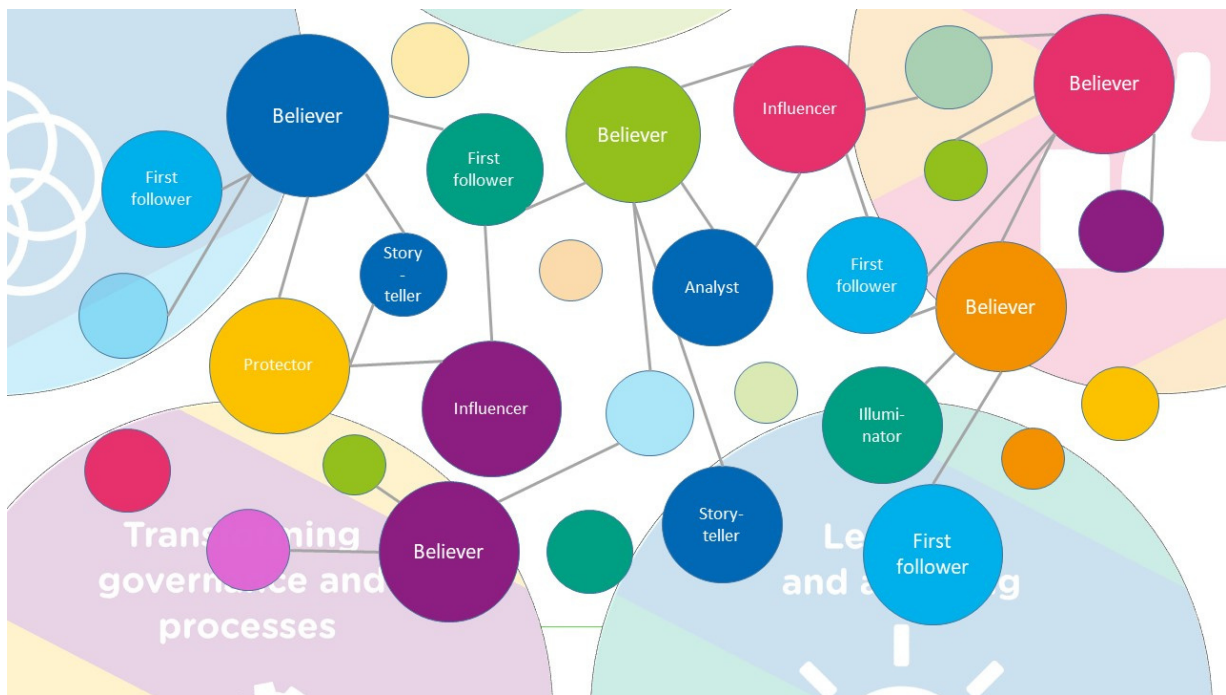 Believer
Believer
Influencer
Believer
First
follower
First
follower
Story
-
teller
Analyst
First
follower
Believer
Protector
Influencer
Illumi-
nator
Believer
Story-
teller
First
follower
governance and
processes
and